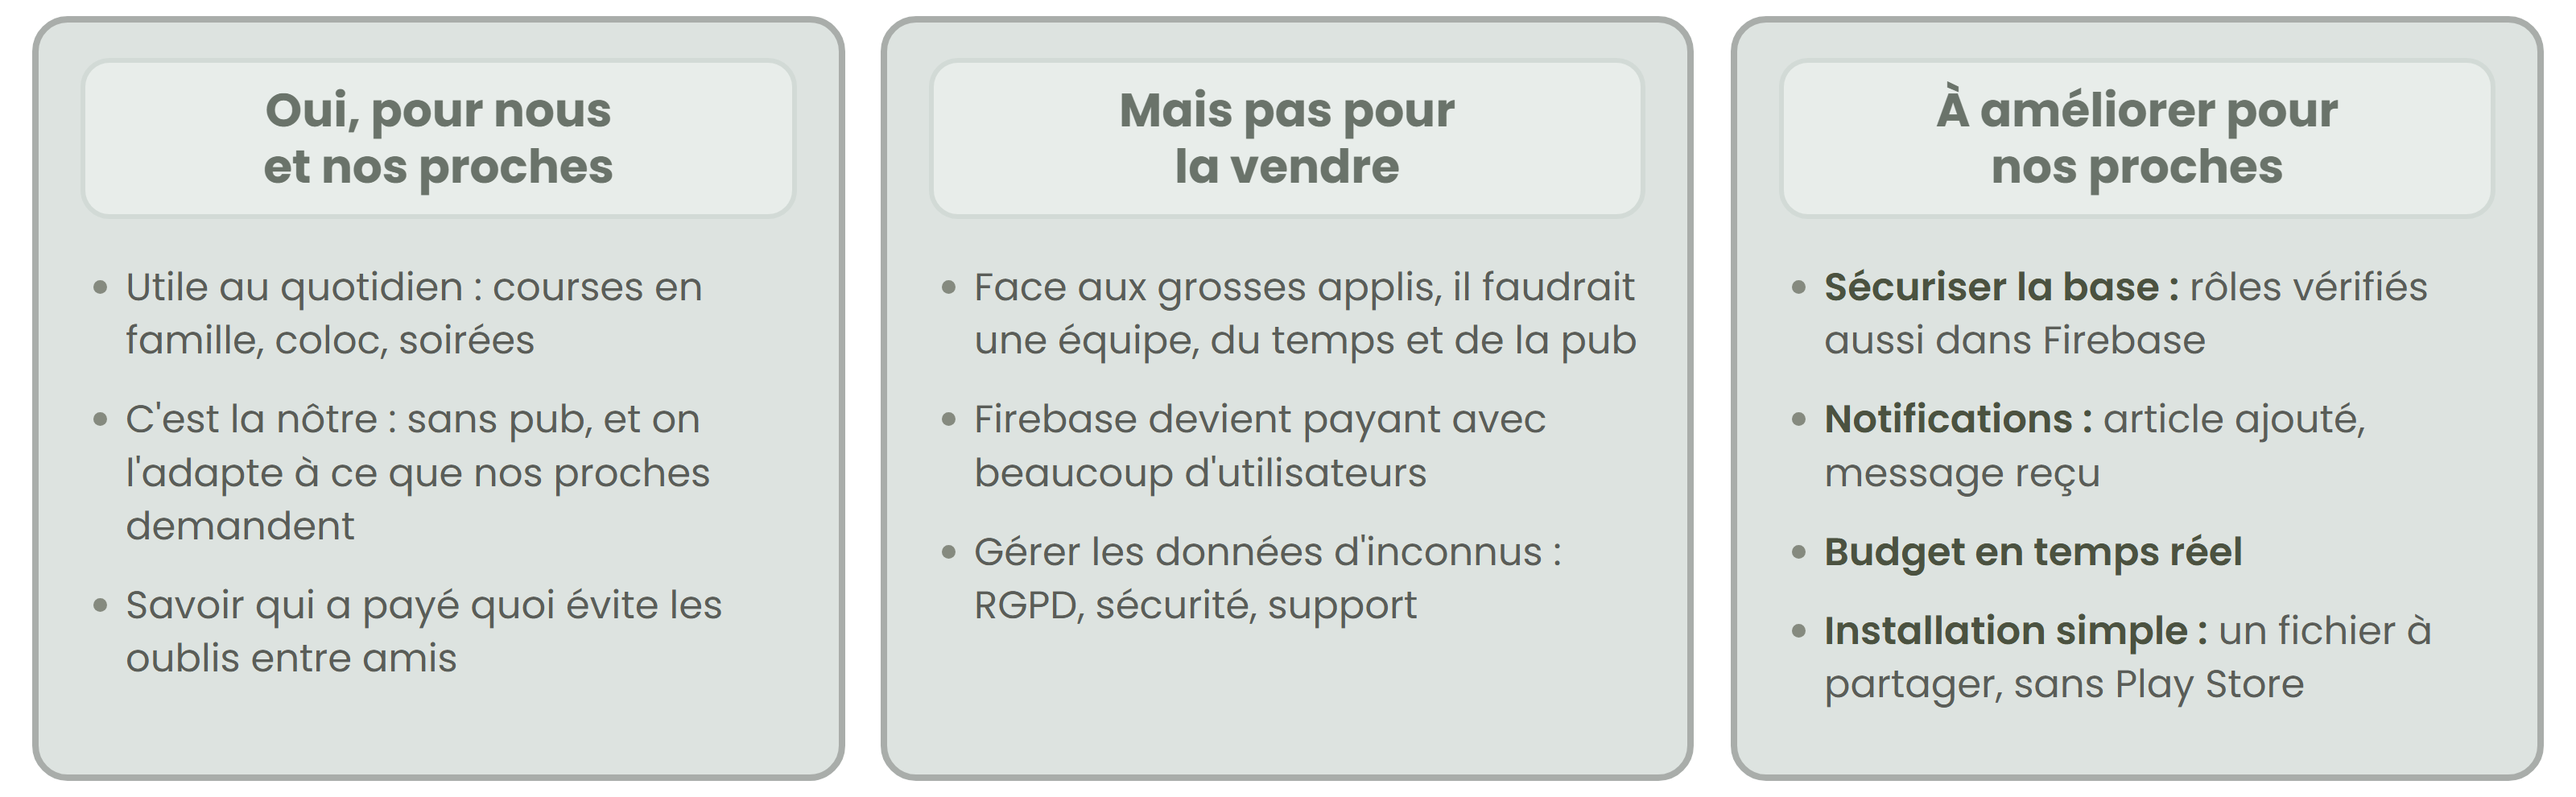 Oui, pour nous
et nos proches
Utile au quotidien : courses en
famille, coloc, soirées
C'est la nôtre : sans pub, et on
l'adapte à ce que nos proches
demandent
Savoir qui a payé quoi évite les
oublis entre amis
Mais pas pour
la vendre
Face aux grosses applis, il faudrait
une équipe, du temps et de la pub
Firebase devient payant avec
beaucoup d'utilisateurs
Gérer les données d'inconnus :
RGPD, sécurité, support
À améliorer pour
nos proches
Sécuriser la base : rôles vérifiés
aussi dans Firebase
Notifications : article ajouté,
message reçu
Budget en temps réel
Installation simple : un fichier à
partager, sans Play Store